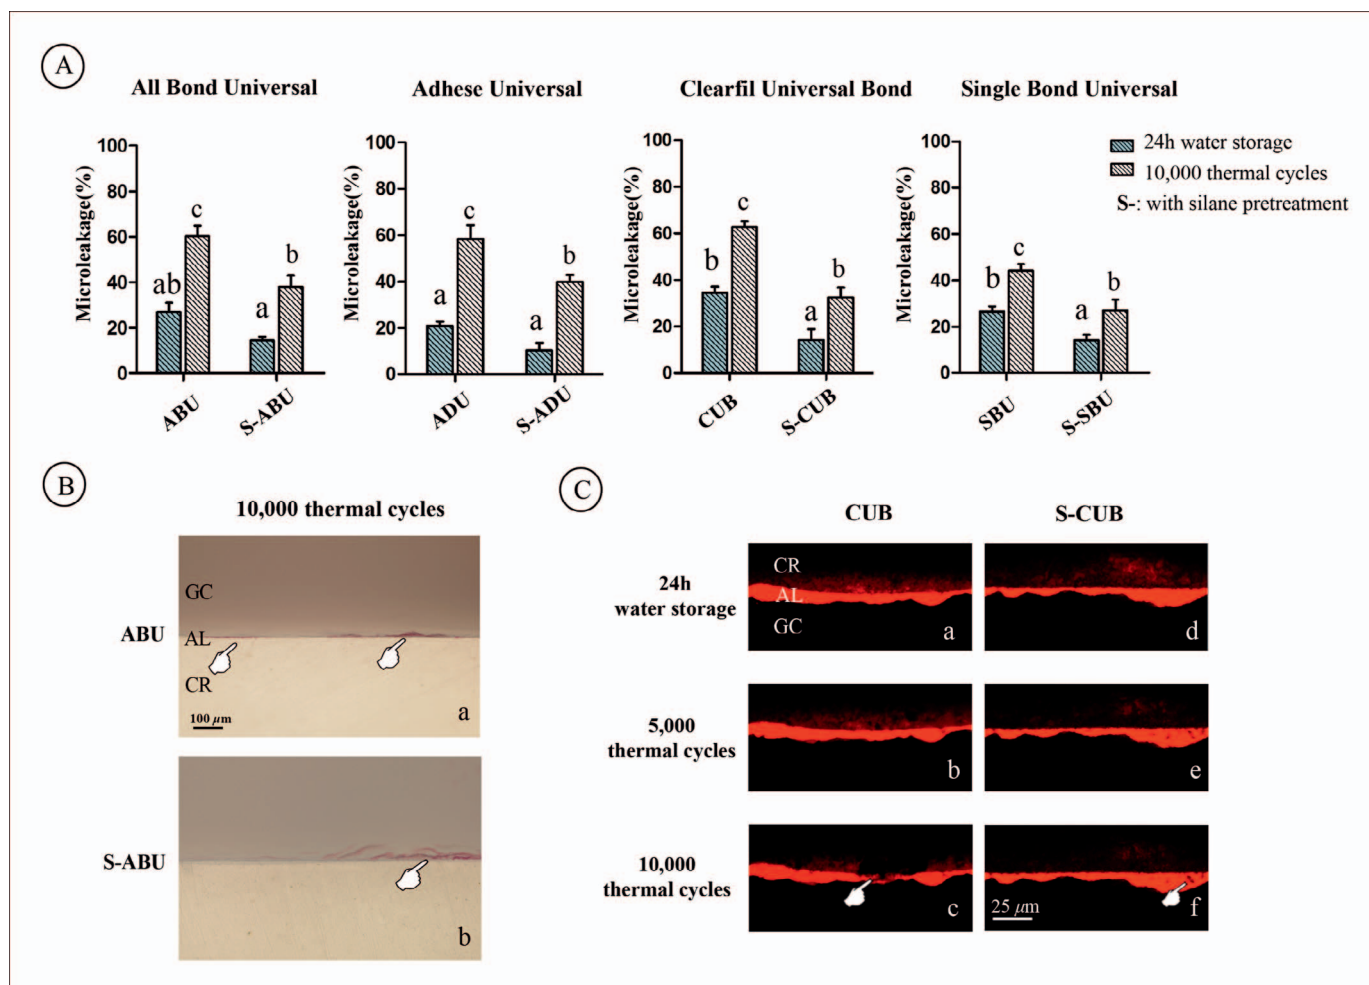 A
All Bond Universal
Adhese Universal
Clearfil Universal Bond
Single Bond Universal
Microleakage(%)
100
80
60
40
20
0
ab
c
a
b
ABU
S-ABU
Microleakage(%)
100
80
60
40
20
0
a
c
a
b
ADU
S-ADU
Microleakage(%)
100
80
60
40
20
0
b
c
a
b
CUB
S-CUB
Microleakage(%)
100
80
60
40
20
0
b
c
a
b
SBU
S-SBU
24h water storage
10,000 thermal cycles
S-: with silane pretreatment
B
10,000 thermal cycles
ABU
GC
AL
CR
100 µm
a
S-ABU
b
C
CUB
S-CUB
24h
water storage
CR
AL
GC
a
d
5,000
thermal cycles
b
e
10,000
thermal cycles
c
25 µm
f